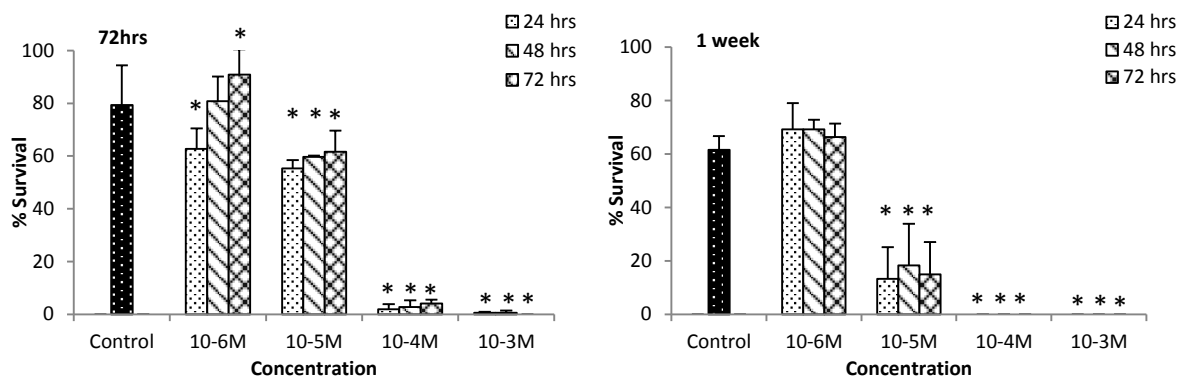 72hrs
24 hrs
48 hrs
72 hrs
% Survival
100
80
60
40
20
0
*
*
* * *
* * *
* * *
Control 10-6M 10-5M 10-4M 10-3M
Concentration
1 week
24 hrs
48 hrs
72 hrs
% Survival
100
80
60
40
20
0
* * *
* * *
* * *
Control 10-6M 10-5M 10-4M 10-3M
Concentration